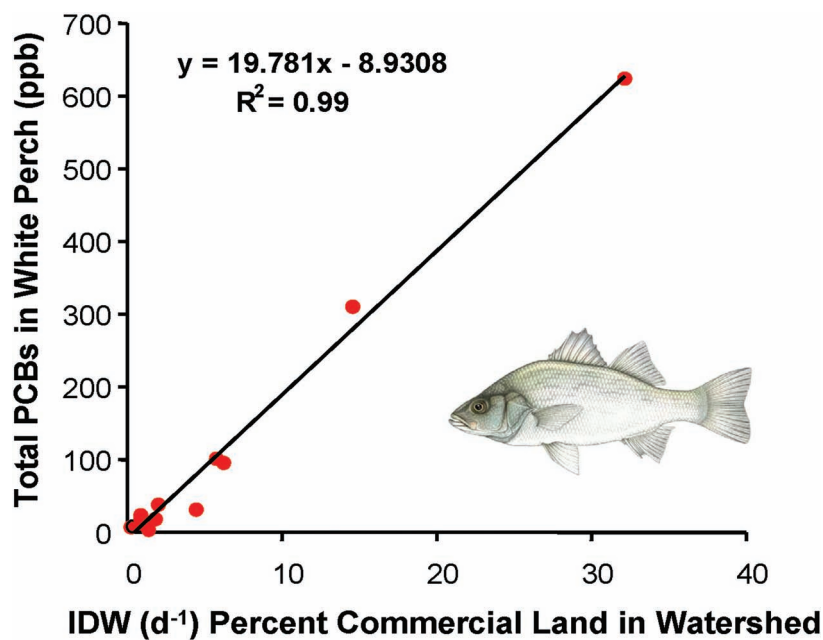 700
600
500
400
300
200
100
0
Total PCBs in White Perch (ppb)
y = 19.781x - 8.9308
R² = 0.99
0 10 20 30 40
IDW (d⁻¹) Percent Commercial Land in Watershed